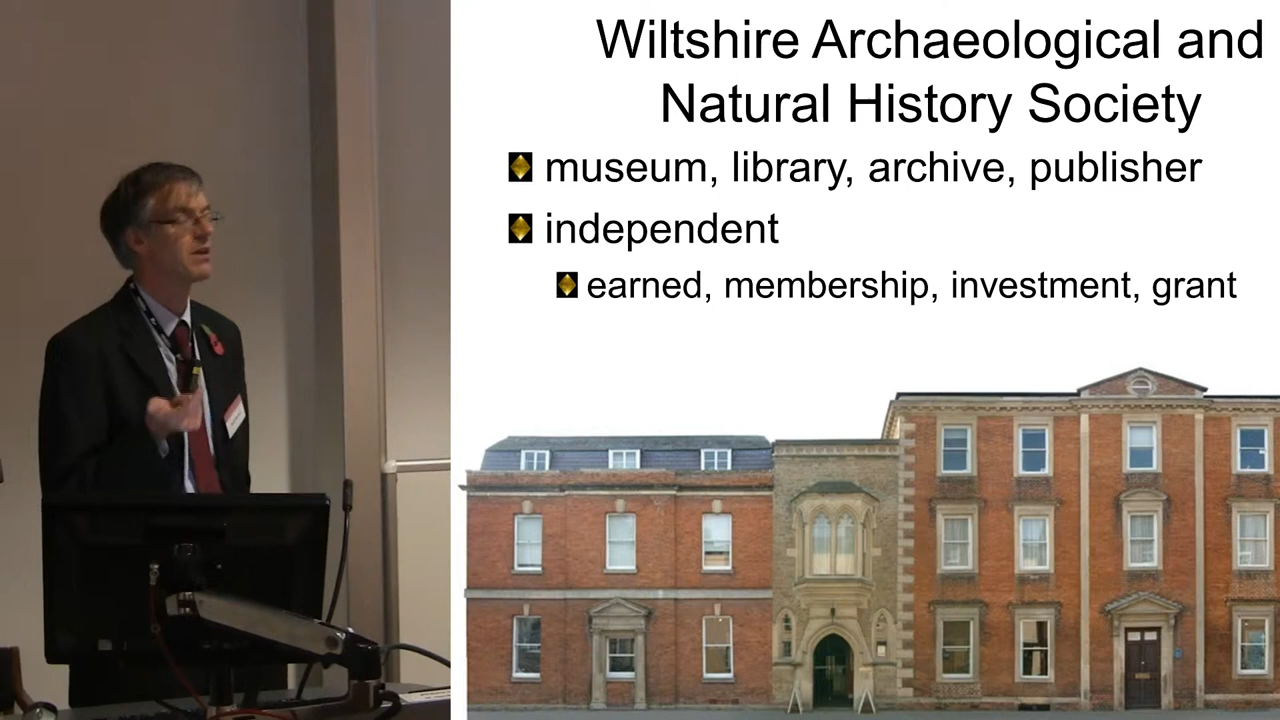 Wiltshire Archaeological and
Natural History Society
museum, library, archive, publisher
independent
earned, membership, investment, grant